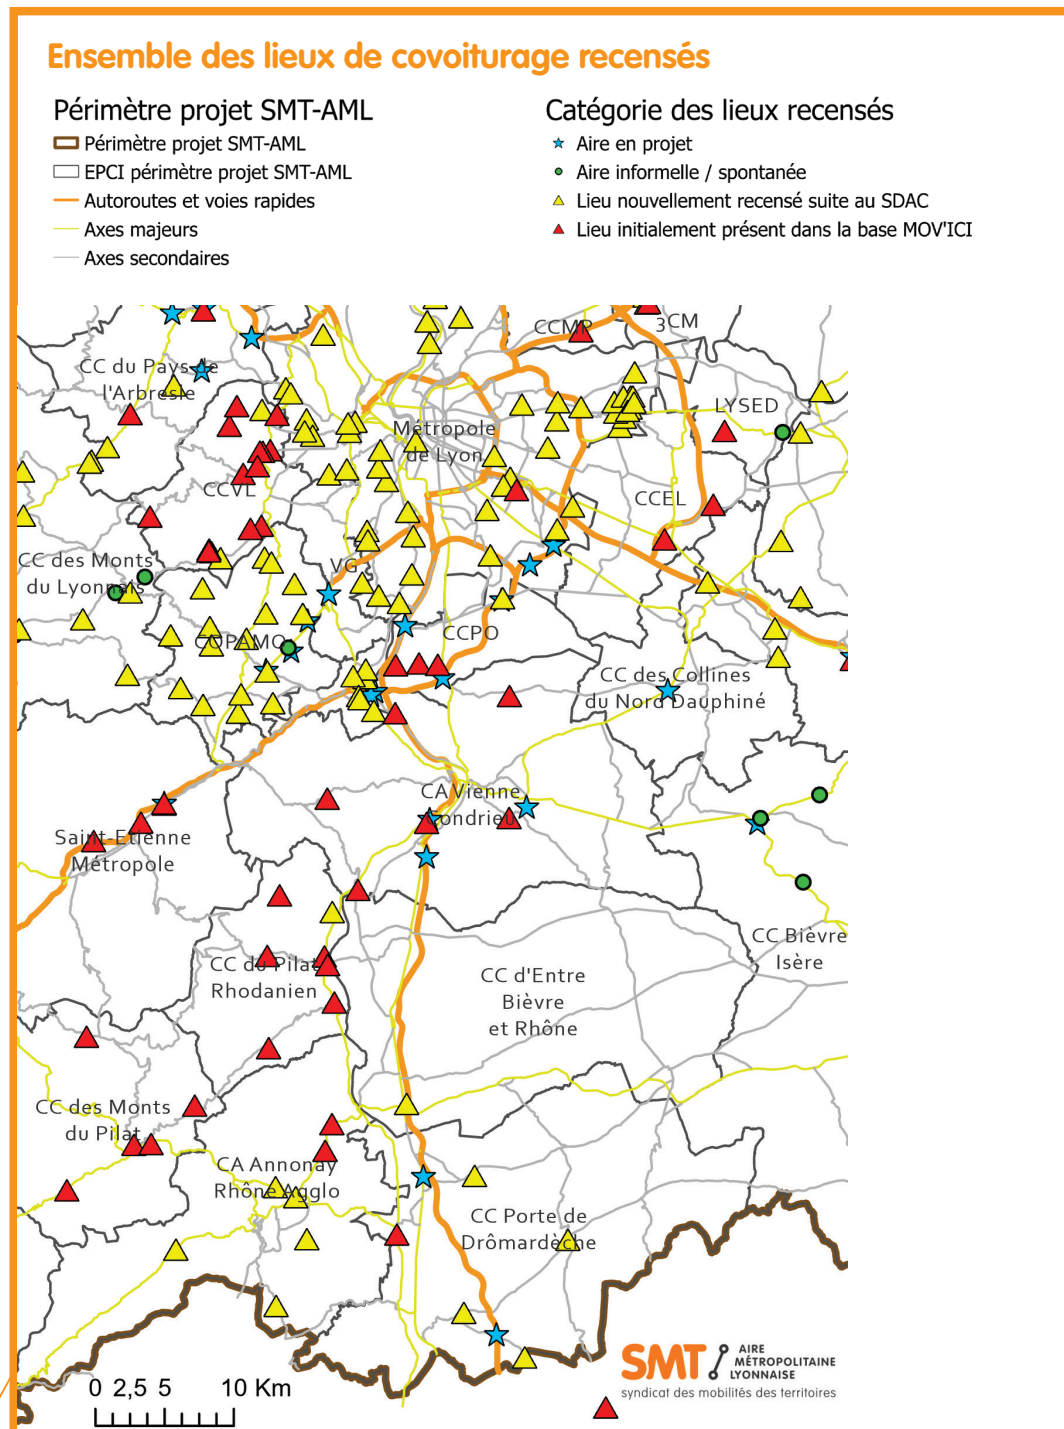 Ensemble des lieux de covoiturage recensés
Périmètre projet SMT-AML
Périmètre projet SMT-AML
EPCI périmètre projet SMT-AML
Autoroutes et voies rapides
Axes majeurs
Axes secondaires
Catégorie des lieux recensés
Aire en projet
Aire informelle / spontanée
Lieu nouvellement recensé suite au SDAC
Lieu initialement présent dans la base MOV'ICI
CCMP
3CM
CC du Pays de
l'Arbresle
LYSED
Métropole
de Lyon
CCVL
CCEL
CC des Monts
du Lyonnais
VG
COPAMO
CCPO
CC des Collines
du Nord Dauphiné
CA Vienne
Condrieu
Saint-Etienne
Métropole
CC Bièvre
Isère
CC du Pilat
Rhodanien
CC d'Entre
Bièvre
et Rhône
CC des Monts
du Pilat
CA Annonay
Rhône Agglo
CC Porte de
Drômardèche
SMT
AIRE
MÉTROPOLITAINE
LYONNAISE
syndicat des mobilités des territoires
0 2,5 5 10 Km